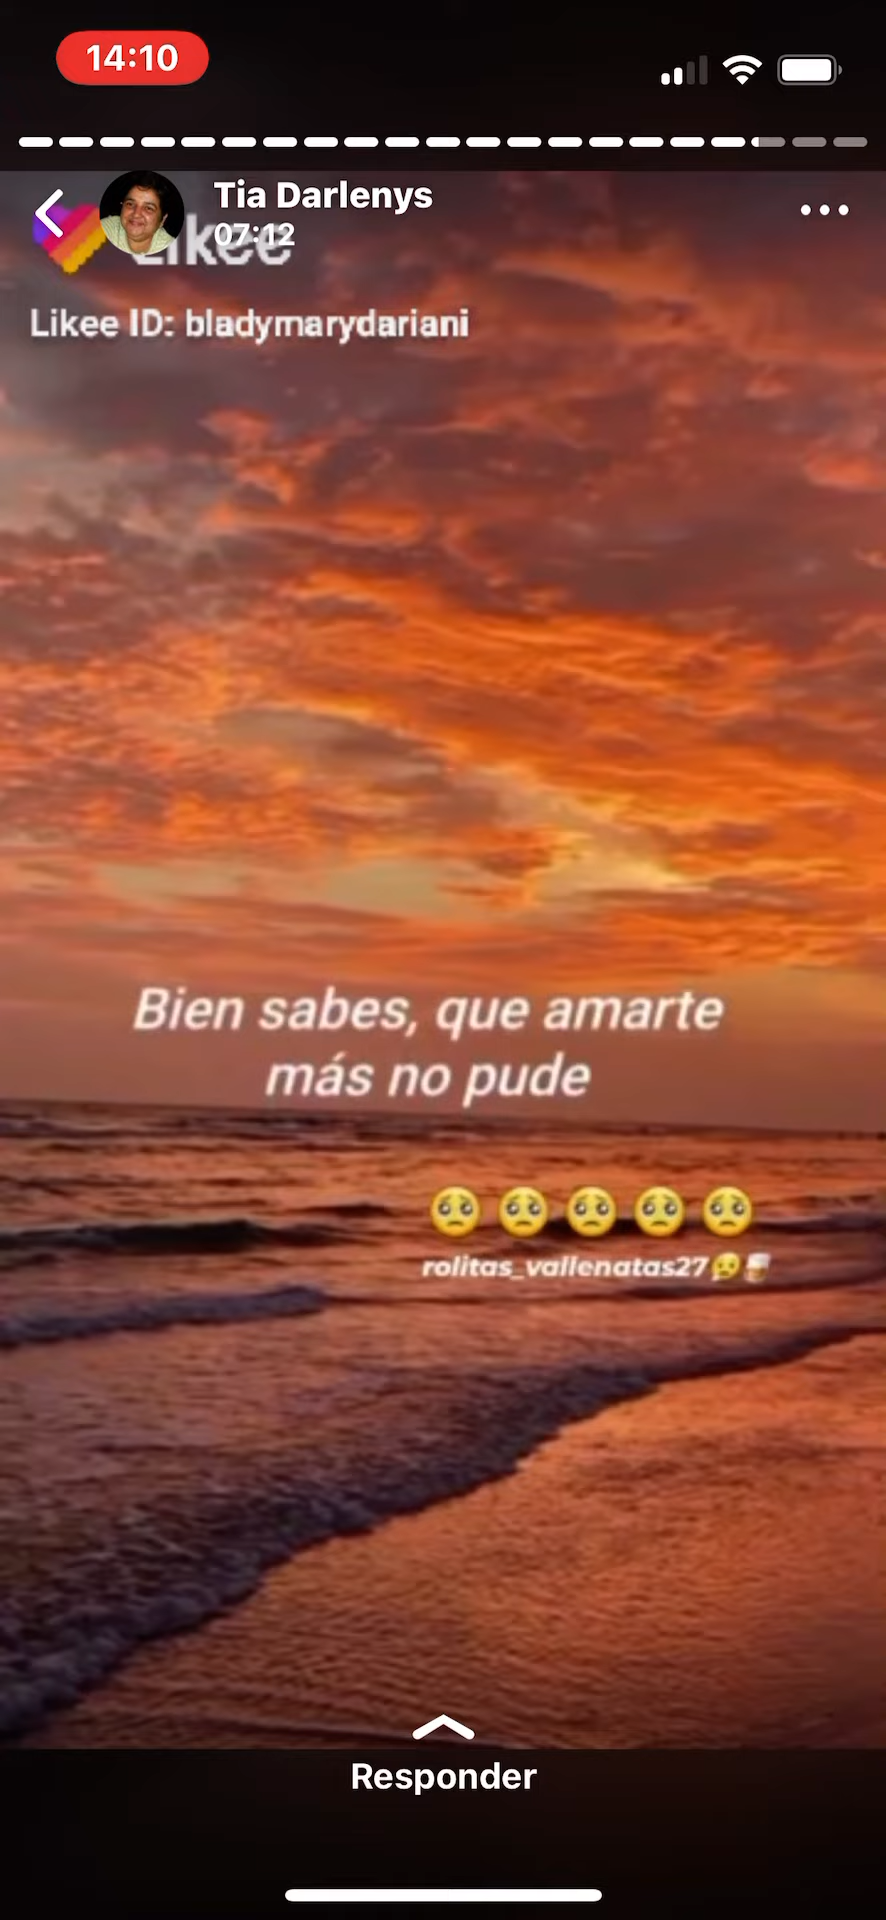 14:10
Tia Darlenys
07:12
Likee
Likee ID: bladymarydariani
Bien sabes, que amarte
más no pude
🥺 🥺 🥺 🥺 🥺
rolitas_vallenatas27😥🥃
Responder